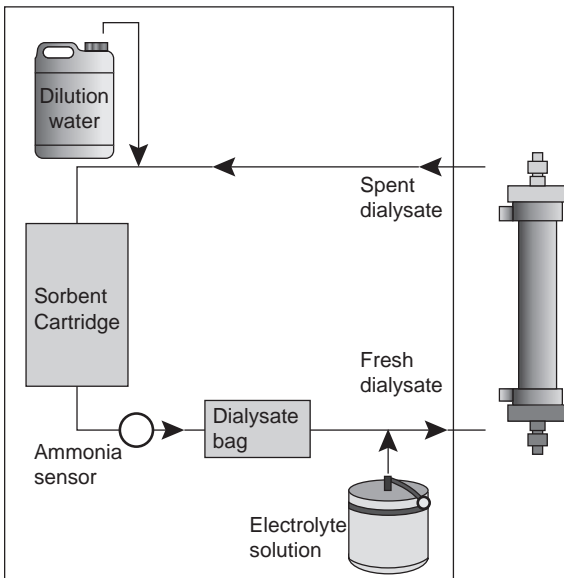 Dilution
water
Spent
dialysate
Sorbent
Cartridge
Fresh
dialysate
Ammonia
sensor
Dialysate
bag
Electrolyte
solution